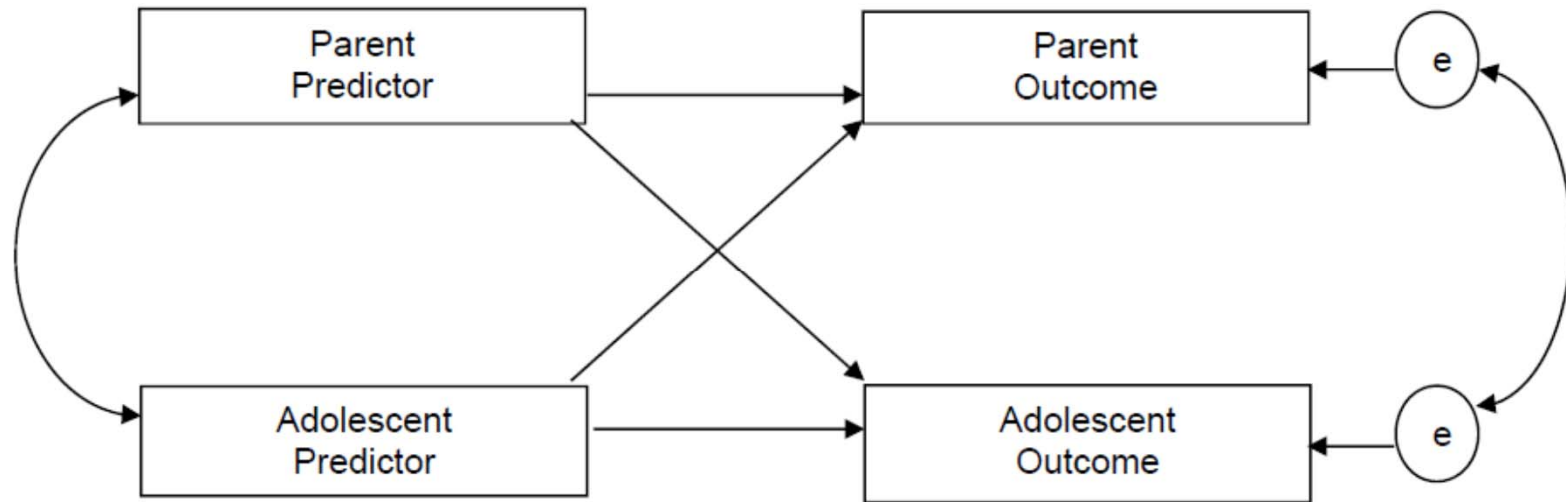 Parent
Predictor
Parent
Outcome
e
Adolescent
Predictor
Adolescent
Outcome
e